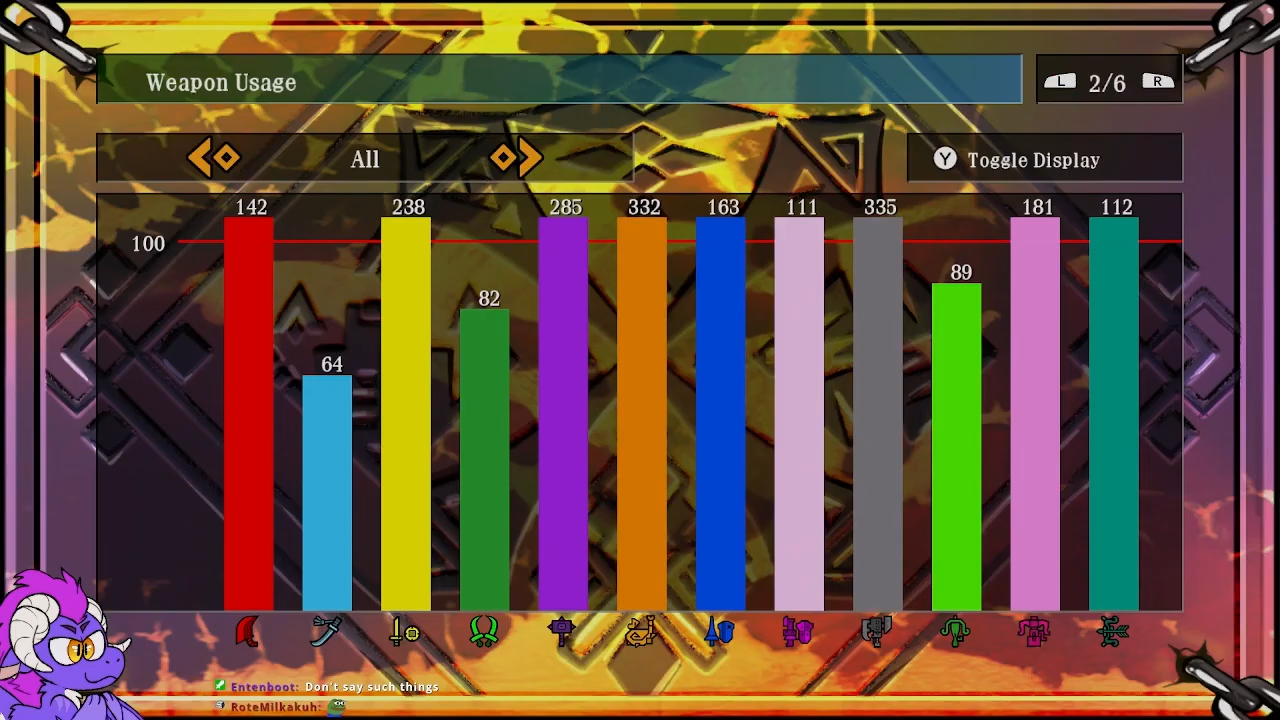 Weapon Usage
L 2/6 R
All
Y Toggle Display
142 238 285 332 163 111 335 181 112
100
89
82
64
Entenboot: Don't say such things
RoteMilkakuh: